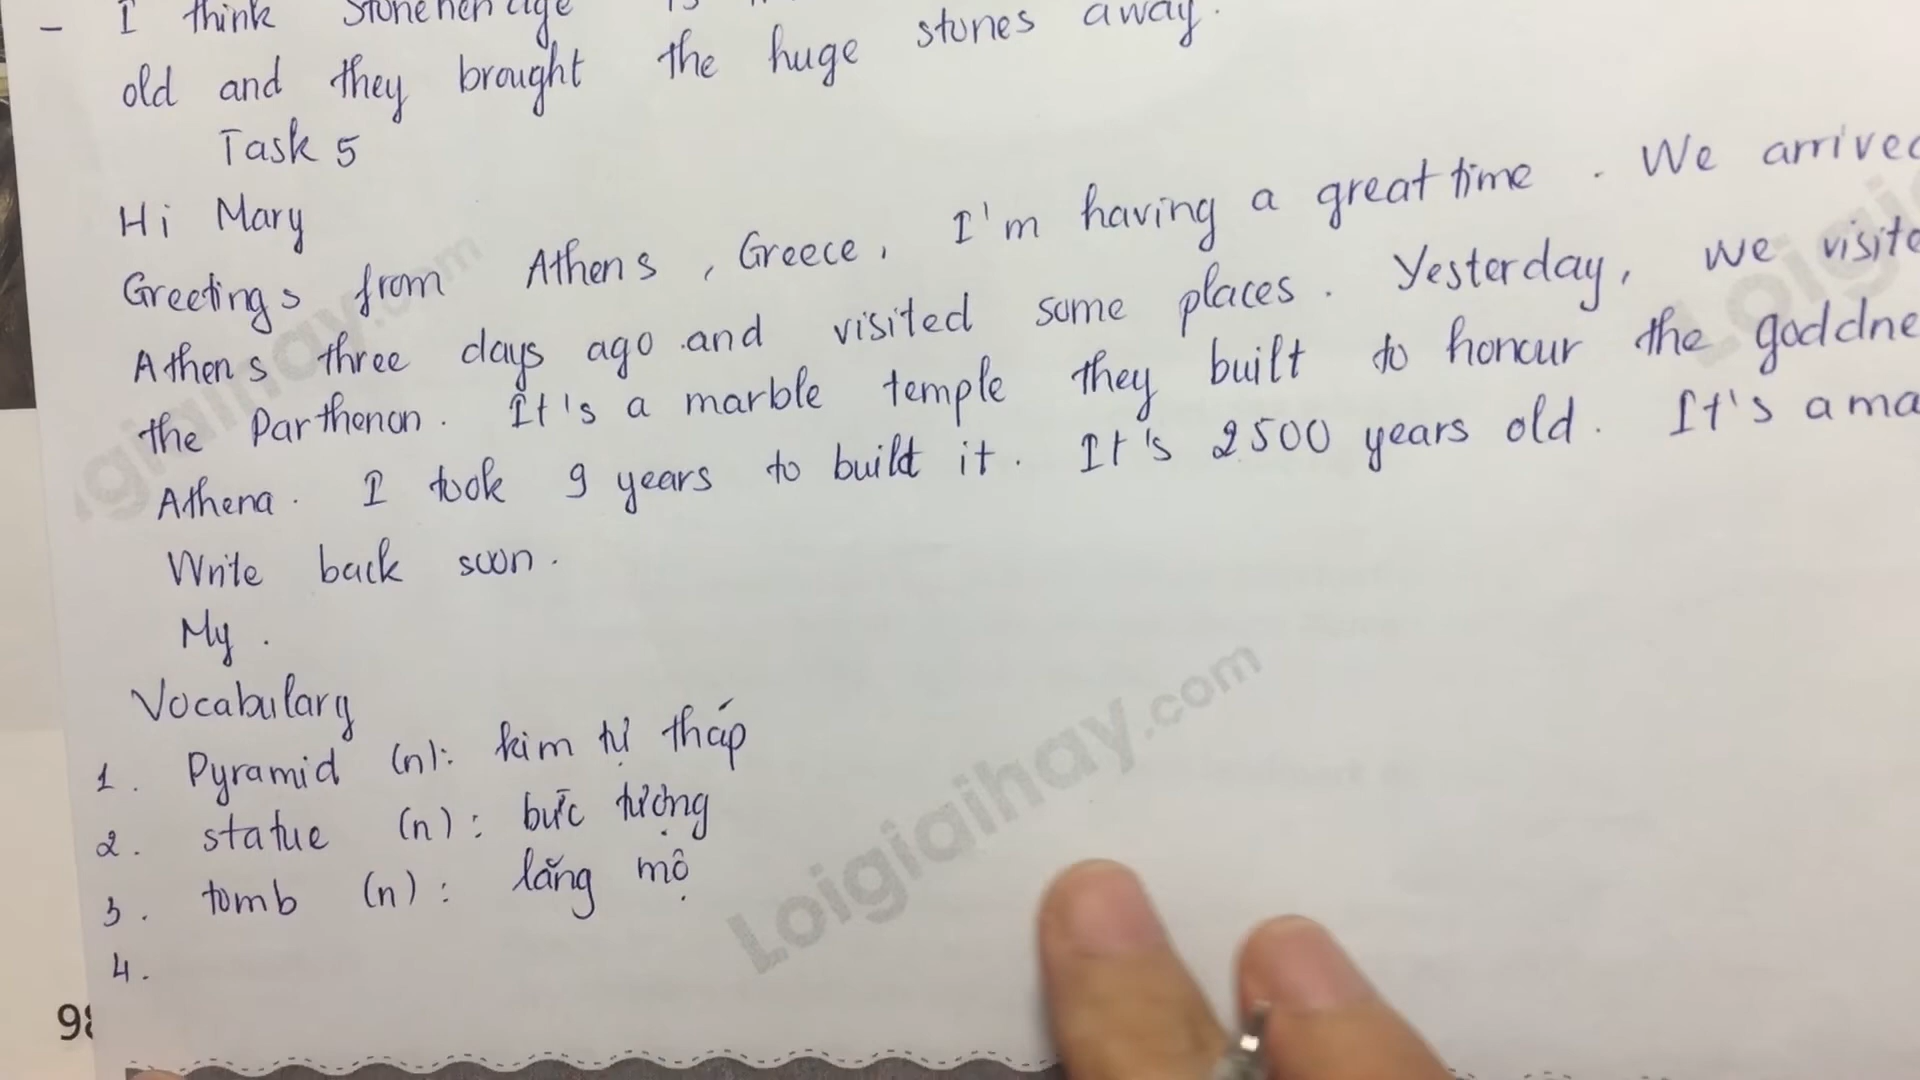 - I think Stonehenge is
old and they brought the huge stones away.
Task 5
Hi Mary
Greetings from Athens, Greece, I'm having a great time. We arrived
Athens three days ago and visited some places. Yesterday, we visite
the Parthenon. It's a marble temple they built to honour the goddne
Athena. I took 9 years to build it. It's 2500 years old. It's ama
Write back soon.
My.
Vocabulary
1. Pyramid (n): kim tự tháp
2. statue (n): bức tượng
3. tomb (n): lăng mộ
4.
98
Loigiaihay.com